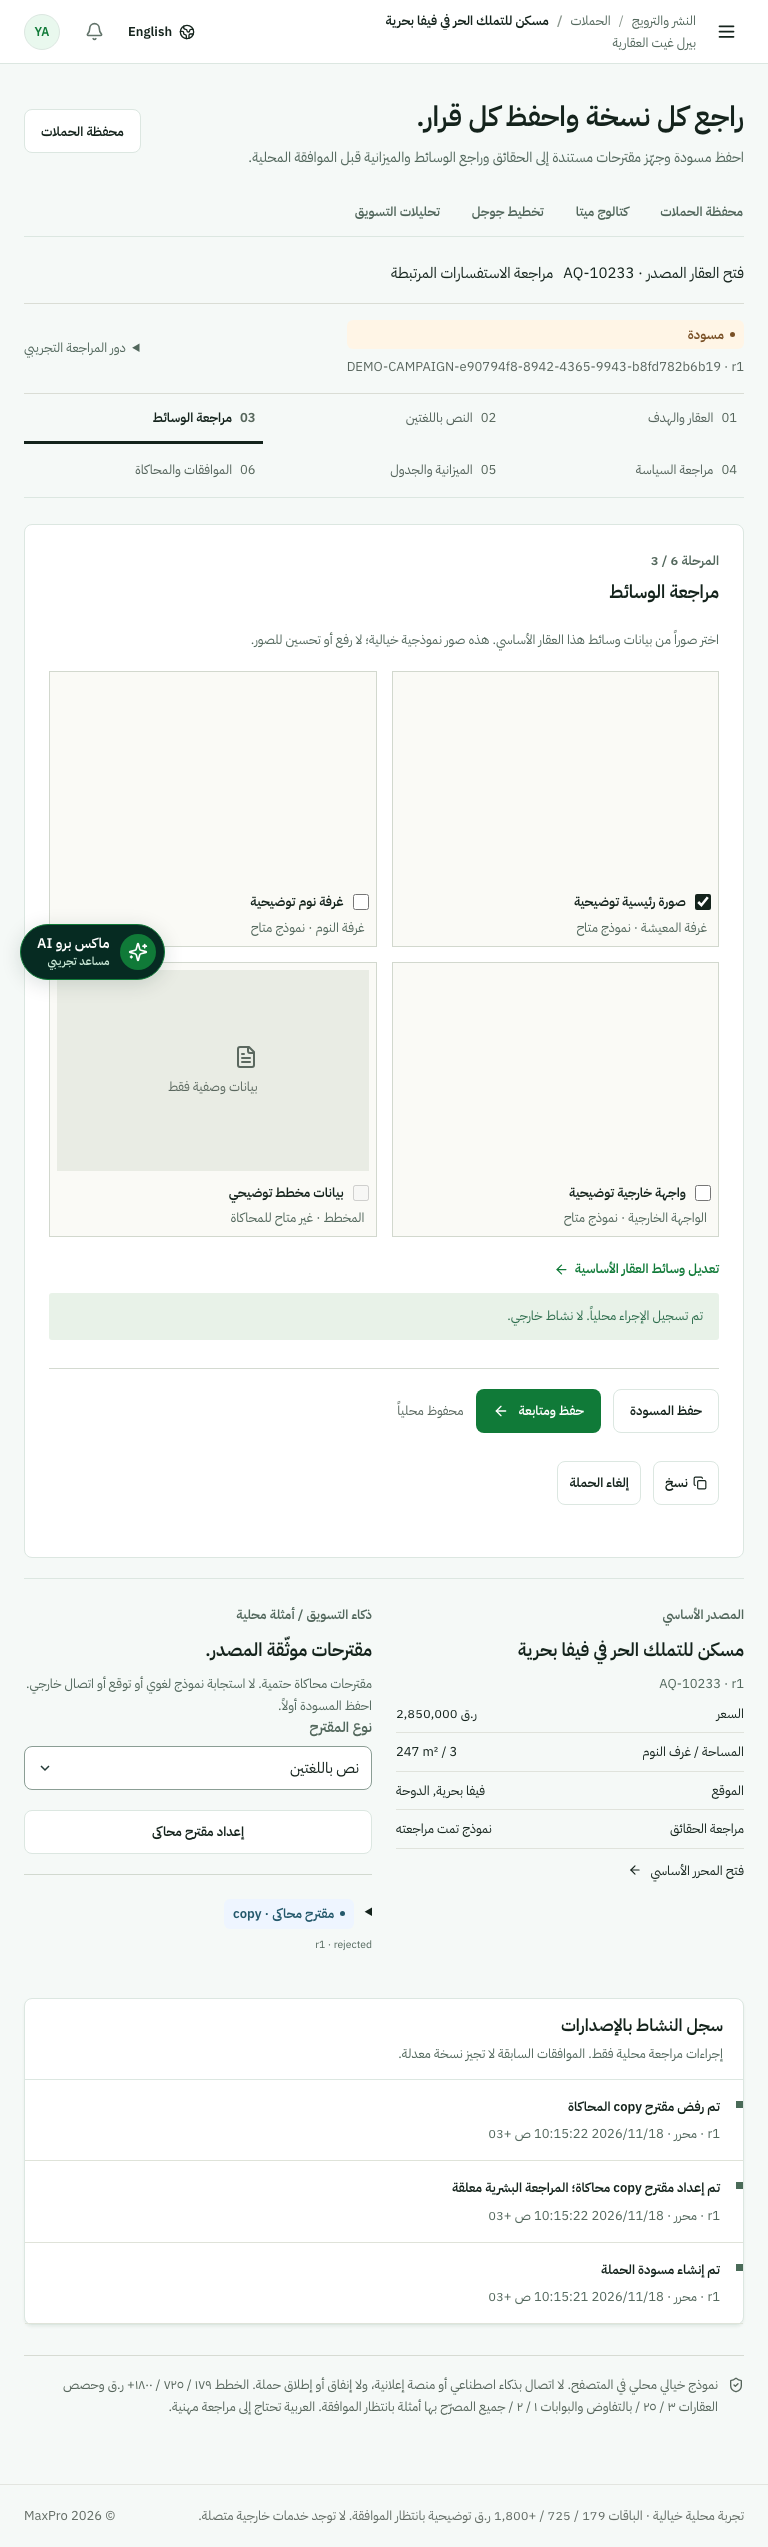 النشر والترويج / الحملات / مسكن للتملك الحر في فيفا بحرية
بيرل غيت العقارية
English
YA
راجع كل نسخة واحفظ كل قرار.
احفظ مسودة وجهّز مقترحات مستندة إلى الحقائق وراجع الوسائط والميزانية قبل الموافقة المحلية.
محفظة الحملات
محفظة الحملات
كتالوج ميتا
تخطيط جوجل
تحليلات التسويق
فتح العقار المصدر · AQ-10233 مراجعة الاستفسارات المرتبطة
مسودة
DEMO-CAMPAIGN-e90794f8-8942-4365-9943-b8fd782b6b19 · r1
دور المراجعة التجريبي
01 العقار والهدف
02 النص باللغتين
03 مراجعة الوسائط
04 مراجعة السياسة
05 الميزانية والجدول
06 الموافقات والمحاكاة
المرحلة 6 / 3
مراجعة الوسائط
اختر صوراً من بيانات وسائط هذا العقار الأساسي. هذه صور نموذجية خيالية؛ لا رفع أو تحسين للصور.
صورة رئيسية توضيحية
غرفة المعيشة · نموذج متاح
غرفة نوم توضيحية
غرفة النوم · نموذج متاح
ماكس برو AI
مساعد تجريبي
واجهة خارجية توضيحية
الواجهة الخارجية · نموذج متاح
بيانات وصفية فقط
بيانات مخطط توضيحي
المخطط · غير متاح للمحاكاة
تعديل وسائط العقار الأساسية
تم تسجيل الإجراء محلياً. لا نشاط خارجي.
حفظ المسودة
حفظ ومتابعة
محفوظ محلياً
نسخ
إلغاء الحملة
المصدر الأساسي
مسكن للتملك الحر في فيفا بحرية
AQ-10233 · r1
السعر
2,850,000 ر.ق
المساحة / غرف النوم
247 m² / 3
الموقع
فيفا بحرية, الدوحة
مراجعة الحقائق
نموذج تمت مراجعته
فتح المحرر الأساسي
ذكاء التسويق / أمثلة محلية
مقترحات موثّقة المصدر.
مقترحات محاكاة حتمية. لا استجابة نموذج لغوي أو توقع أو اتصال خارجي.
احفظ المسودة أولاً.
نوع المقترح
نص باللغتين
إعداد مقترح محاكى
مقترح محاكى · copy
r1 · rejected
سجل النشاط بالإصدارات
إجراءات مراجعة محلية فقط. الموافقات السابقة لا تجيز نسخة معدلة.
تم رفض مقترح copy المحاكاة
r1 · محرر · 2026/11/18 10:15:22 ص +03
تم إعداد مقترح copy محاكاة؛ المراجعة البشرية معلقة
r1 · محرر · 2026/11/18 10:15:22 ص +03
تم إنشاء مسودة الحملة
r1 · محرر · 2026/11/18 10:15:21 ص +03
نموذج خيالي محلي في المتصفح. لا اتصال بذكاء اصطناعي أو منصة إعلانية، ولا إنفاق أو إطلاق حملة. الخطط ١٧٩ / ٧٢٥ / ١٨٠٠+ ر.ق وحصص
العقارات ٣ / ٢٥ / بالتفاوض والبوابات ١ / ٢ / جميع المصرّح بها أمثلة بانتظار الموافقة. العربية تحتاج إلى مراجعة مهنية.
تجربة محلية خيالية · الباقات 179 / 725 / +1,800 ر.ق توضيحية بانتظار الموافقة. لا توجد خدمات خارجية متصلة.
© 2026 MaxPro